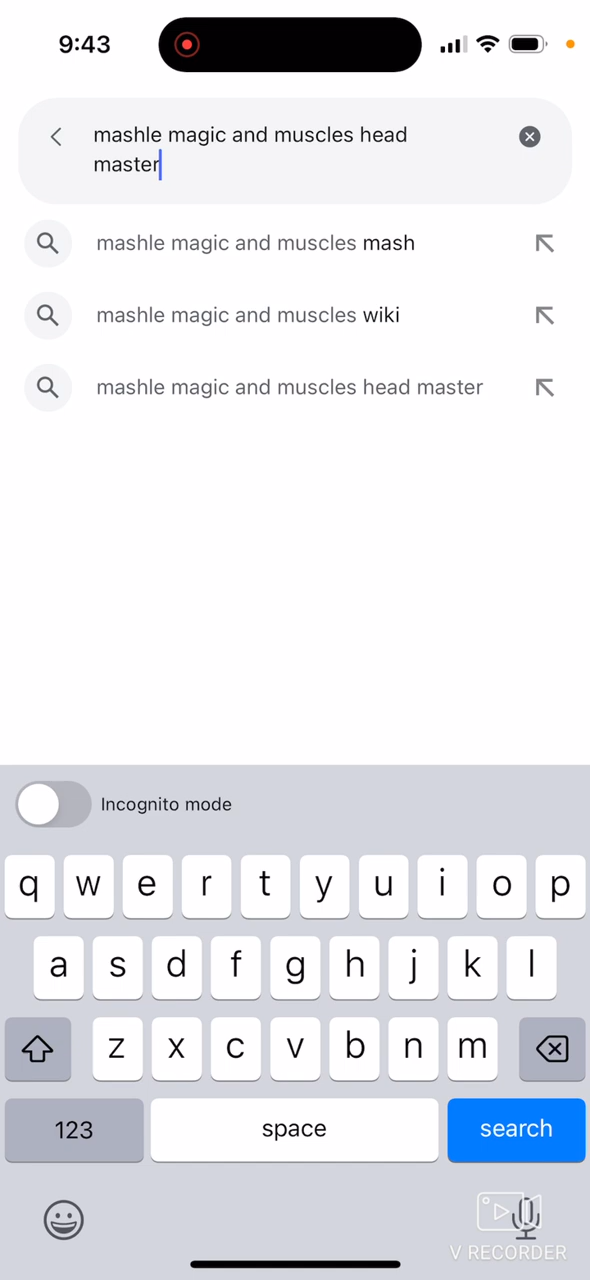 9:43
mashle magic and muscles head
master
mashle magic and muscles mash
mashle magic and muscles wiki
mashle magic and muscles head master
Incognito mode
q w e r t y u i o p
a s d f g h j k l
z x c v b n m
123 space search
V RECORDER